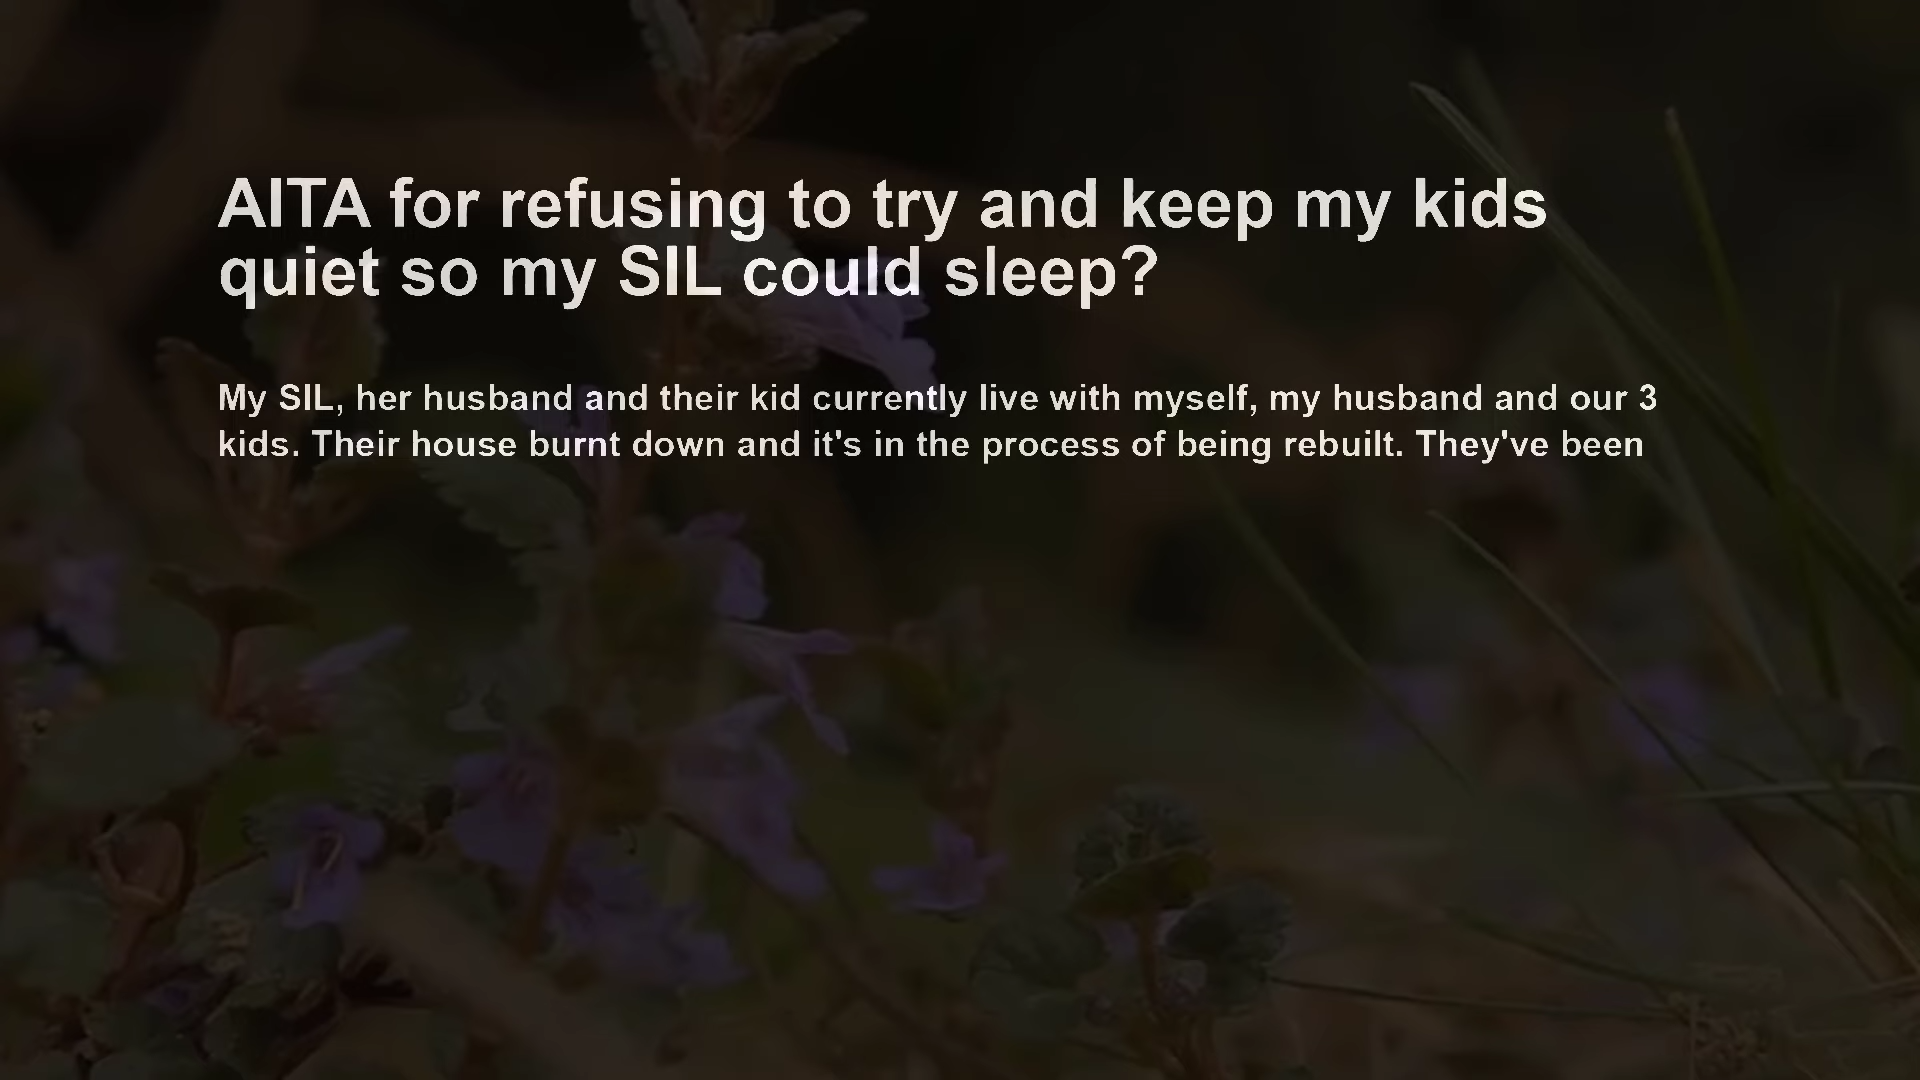 AITA for refusing to try and keep my kids
quiet so my SIL could sleep?
My SIL, her husband and their kid currently live with myself, my husband and our 3
kids. Their house burnt down and it's in the process of being rebuilt. They've been